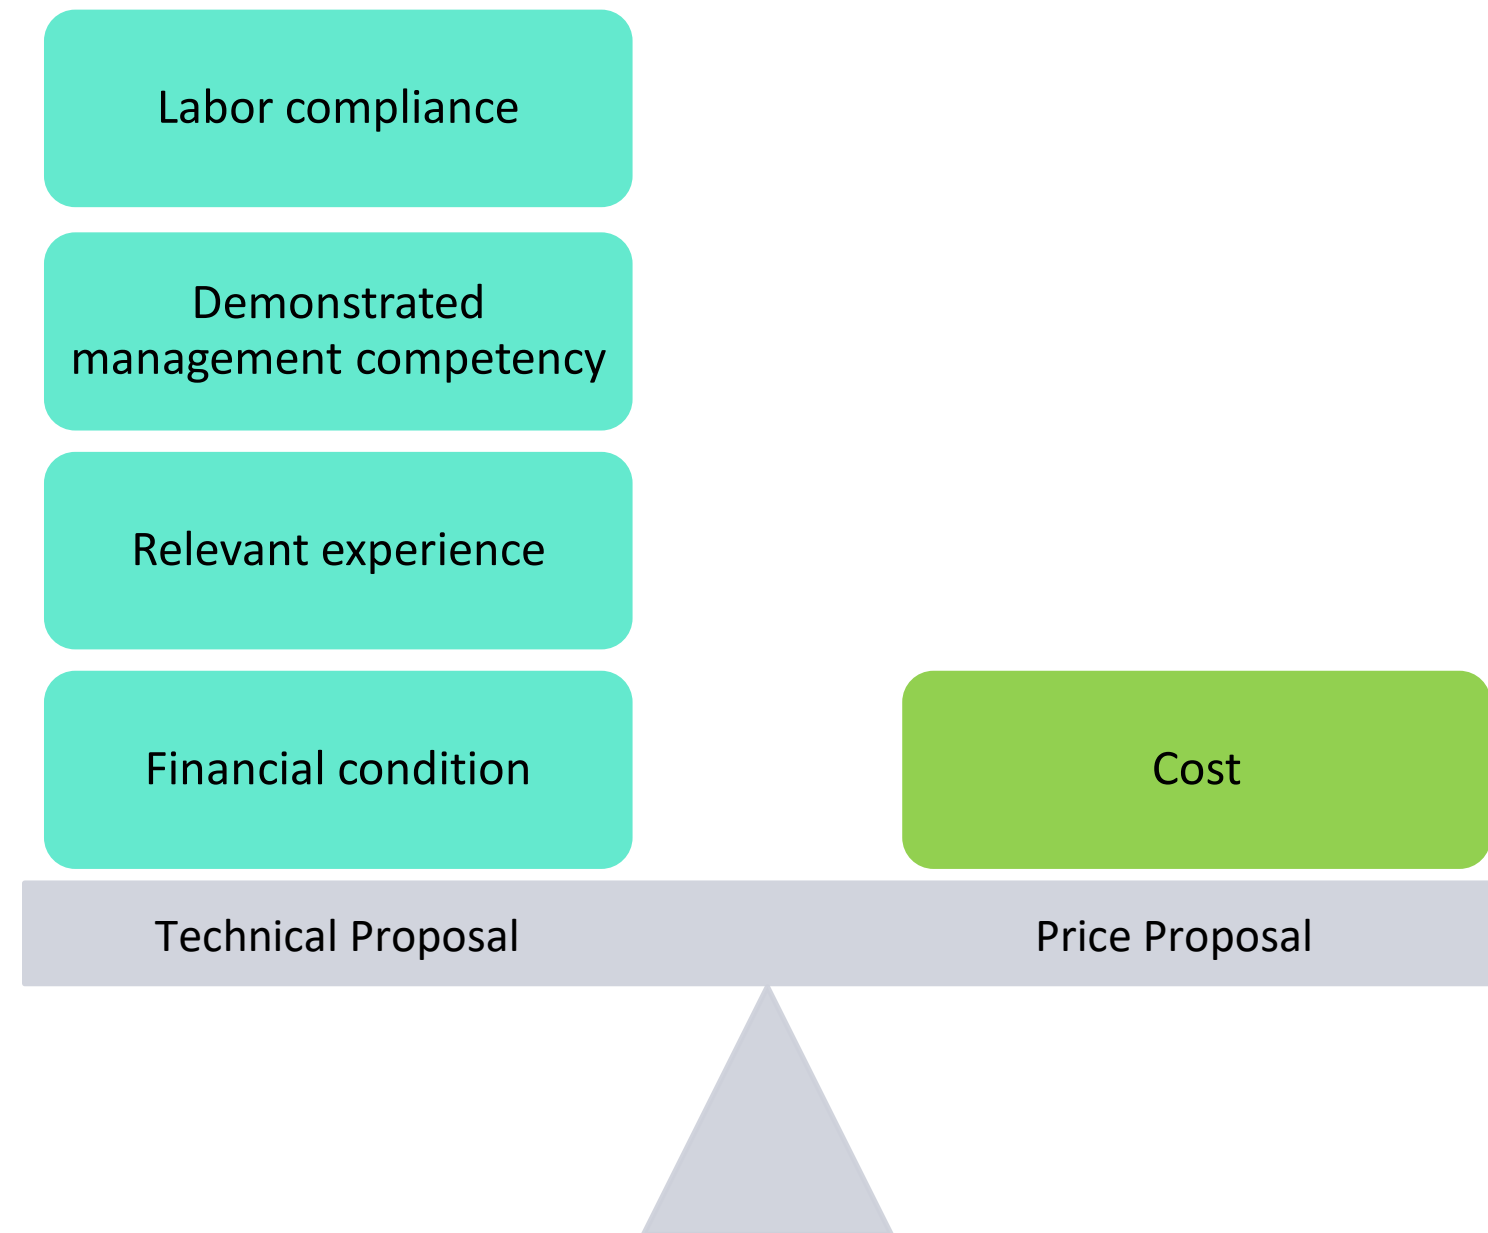 Labor compliance
Demonstrated
management competency
Relevant experience
Financial condition
Cost
Technical Proposal
Price Proposal